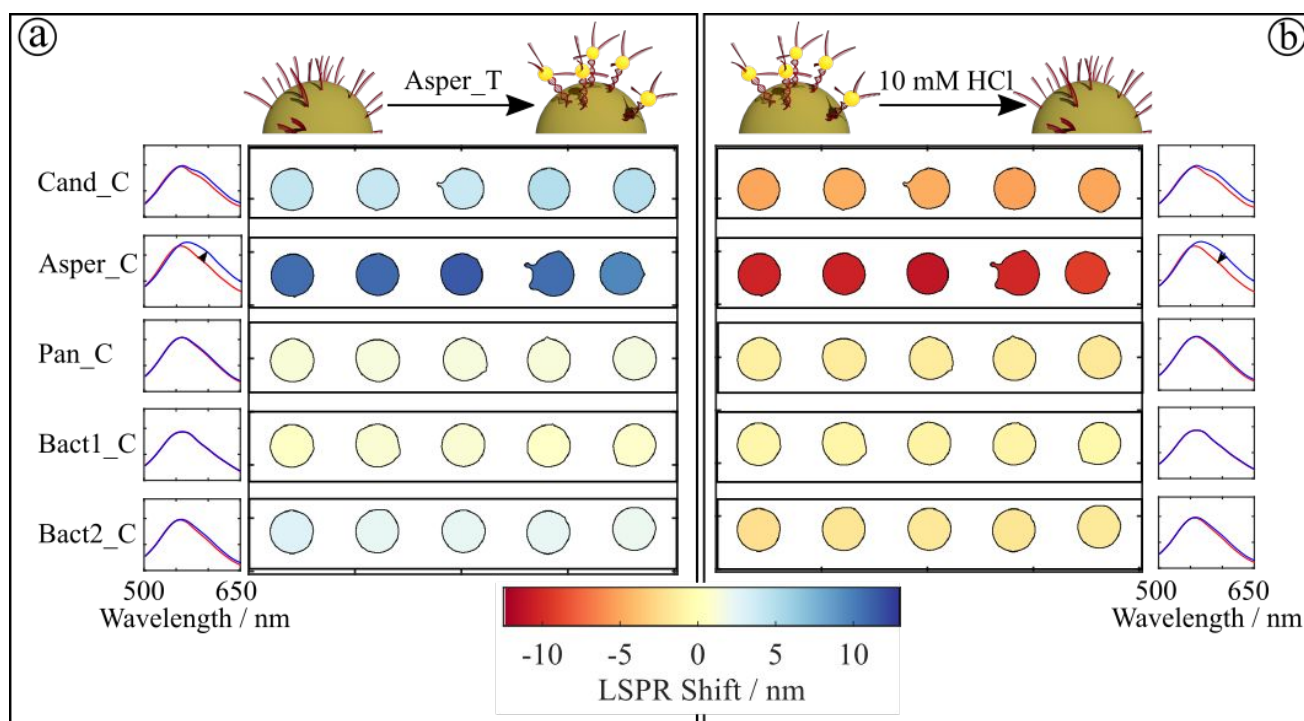 a
b
Asper_T
10 mM HCl
Cand_C
Asper_C
Pan_C
Bact1_C
Bact2_C
500 650
Wavelength / nm
500 650
Wavelength / nm
-10 -5 0 5 10
LSPR Shift / nm